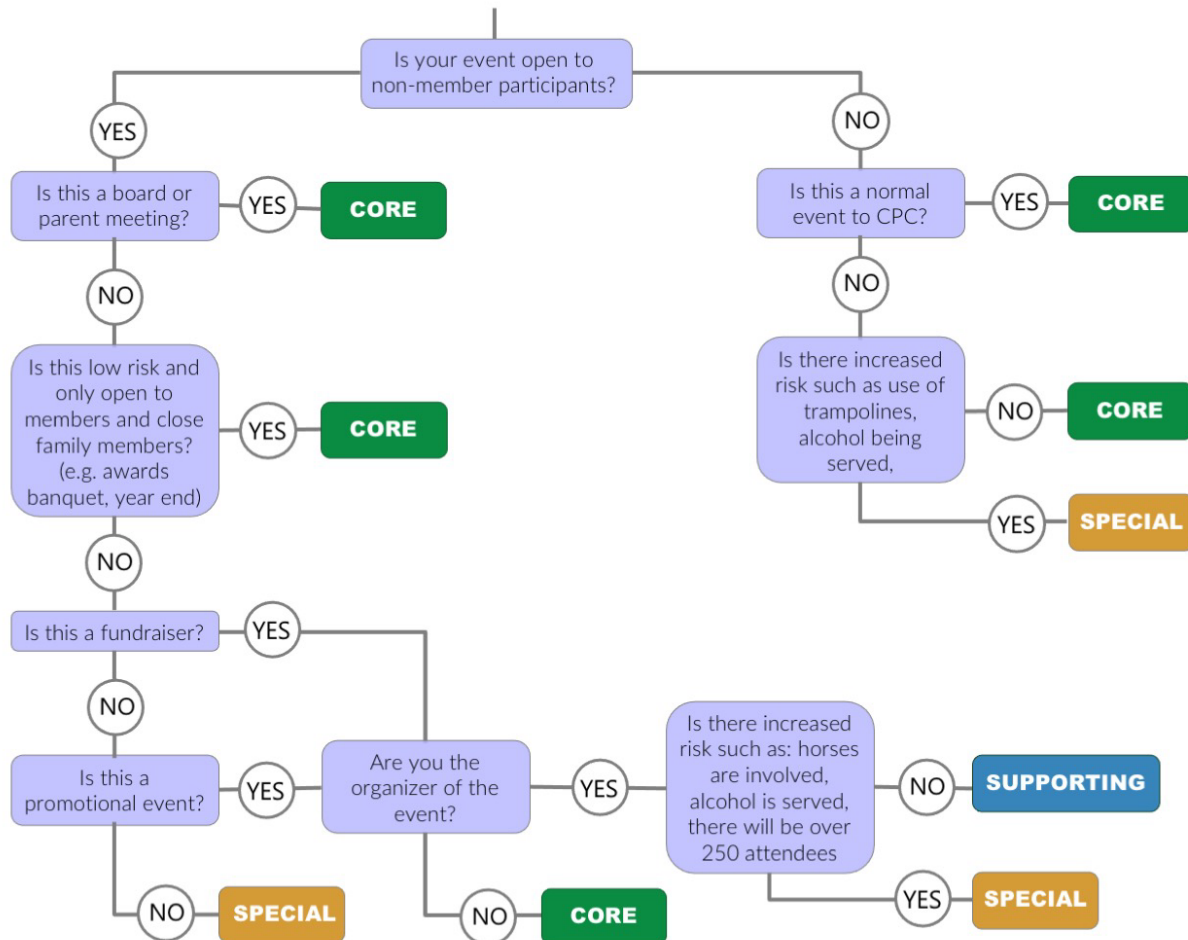 Is your event open to
non-member participants?
YES
NO
Is this a board or
parent meeting?
YES
CORE
Is this a normal
event to CPC?
YES
CORE
NO
NO
Is this low risk and
only open to
members and close
family members?
(e.g. awards
banquet, year end)
YES
CORE
Is there increased
risk such as use of
trampolines,
alcohol being
served,
NO
CORE
YES
SPECIAL
NO
Is this a fundraiser?
YES
NO
Is this a
promotional event?
YES
Are you the
organizer of the
event?
YES
Is there increased
risk such as: horses
are involved,
alcohol is served,
there will be over
250 attendees
NO
SUPPORTING
YES
SPECIAL
NO
SPECIAL
NO
CORE